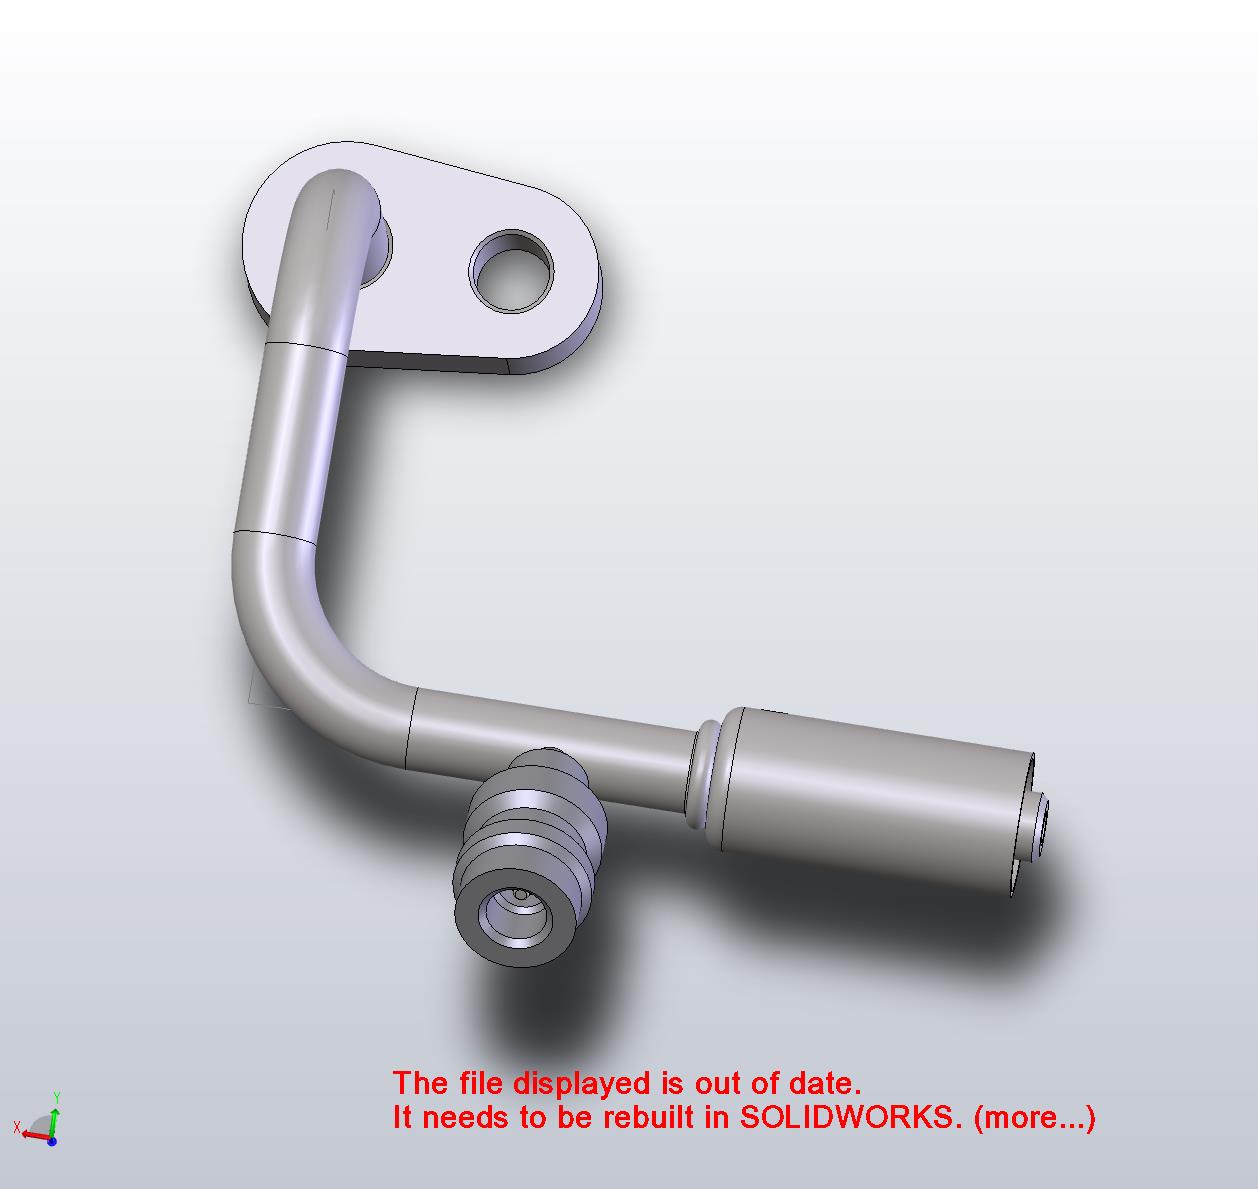 The file displayed is out of date.
It needs to be rebuilt in SOLIDWORKS. (more...)
Y
X